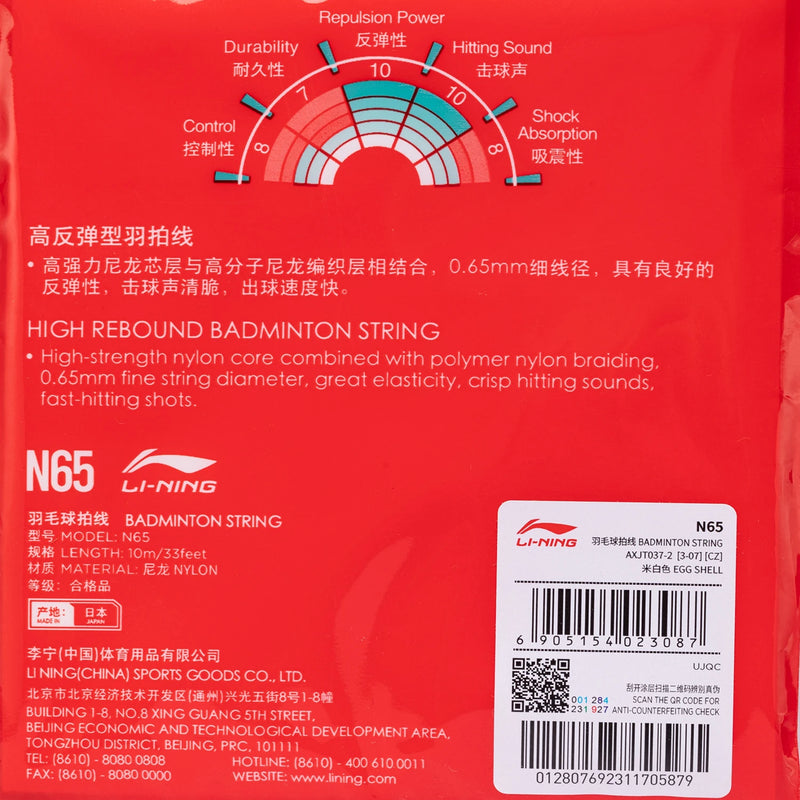 Repulsion Power
反弹性
Durability
耐久性
Hitting Sound
击球声
Control
控制性
Shock
Absorption
吸震性
8
7
10
10
8
高反弹型羽拍线
• 高强力尼龙芯层与高分子尼龙编织层相结合，0.65mm细线径，具有良好的
反弹性，击球声清脆，出球速度快。
HIGH REBOUND BADMINTON STRING
• High-strength nylon core combined with polymer nylon braiding,
0.65mm fine string diameter, great elasticity, crisp hitting sounds,
fast-hitting shots.
N65 LI-NING
羽毛球拍线 BADMINTON STRING
型号 MODEL: N65
规格 LENGTH: 10m/33feet
材质 MATERIAL: 尼龙 NYLON
等级：合格品
产地: 日本
MADE IN JAPAN
李宁(中国)体育用品有限公司
LI NING(CHINA) SPORTS GOODS CO., LTD.
北京市北京经济技术开发区(通州)兴光五街8号1-8幢
BUILDING 1-8, NO.8 XING GUANG 5TH STREET,
BEIJING ECONOMIC AND TECHNOLOGICAL DEVELOPMENT AREA,
TONGZHOU DISTRICT, BEIJING, PRC, 101111
TEL: (8610) - 8080 0808 HOTLINE: (8610) - 400 610 0011
FAX: (8610) - 8080 0000 WEBSITE: www.lining.com
LI-NING
N65
羽毛球拍线 BADMINTON STRING
AXJT037-2 [3-07] [CZ]
米白色 EGG SHELL
6 905154 023087
UJQC
刮开涂层扫描二维码辨别真伪
001 284 SCAN THE QR CODE FOR
231 927 ANTI-COUNTERFEITING CHECK
012807692311705879